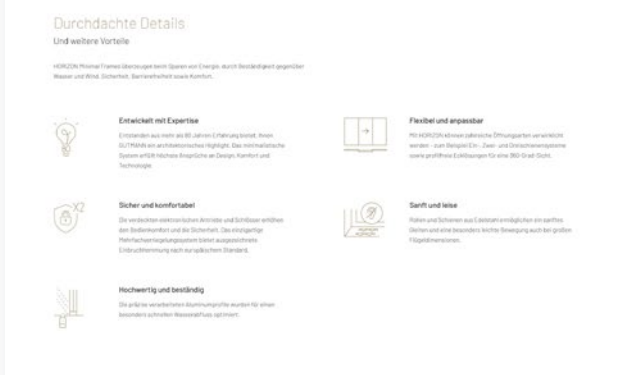 Durchdachte Details
Und weitere Vorteile
HORIZON Minimal Frames überzeugen beim Sparen von Energie, durch Beständigkeit gegenüber
Wasser und Wind, Sicherheit, Barrierefreiheit sowie Komfort.
Entwickelt mit Expertise
Entstanden aus mehr als 80 Jahren Erfahrung bietet Ihnen
GUTMANN ein architektonisches Highlight. Das minimalistische
System erfüllt höchste Ansprüche an Design, Komfort und
Technologie.
Flexibel und anpassbar
Mit HORIZON können zahlreiche Öffnungsarten verwirklicht
werden - zum Beispiel Ein-, Zwei- und Dreischienensysteme
sowie profilfreie Ecklösungen für eine 360-Grad-Sicht.
X2
Sicher und komfortabel
Die versteckten elektronischen Antriebe und Schlösser erhöhen
den Bedienkomfort und die Sicherheit. Das einzigartige
Mehrfachverriegelungssystem bietet ausgezeichnete
Einbruchhemmung nach europäischem Standard.
Sanft und leise
Rollen und Schienen aus Edelstahl ermöglichen ein sanftes
Gleiten und eine besonders leichte Bewegung auch bei großen
Flügeldimensionen.
Hochwertig und beständig
Die präzise verarbeiteten Aluminiumprofile wurden für einen
besonders schnellen Wasserabfluss optimiert.